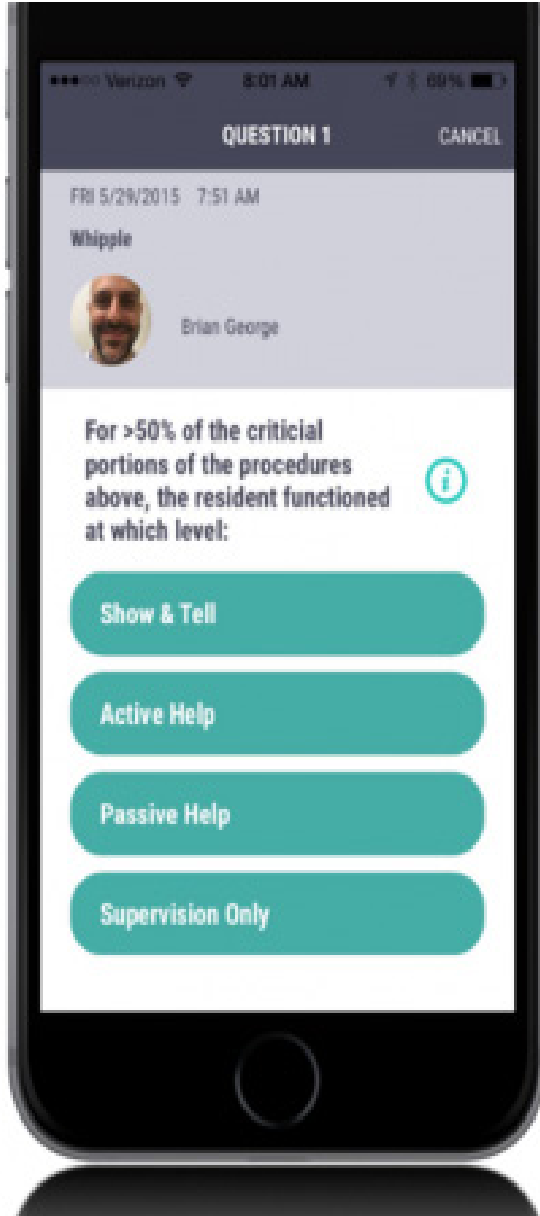 Verizon 8:01 AM 69%
QUESTION 1 CANCEL
FRI 5/29/2015 7:51 AM
Whipple
Brian George
For >50% of the criticial
portions of the procedures
above, the resident functioned
at which level:
i
Show & Tell
Active Help
Passive Help
Supervision Only